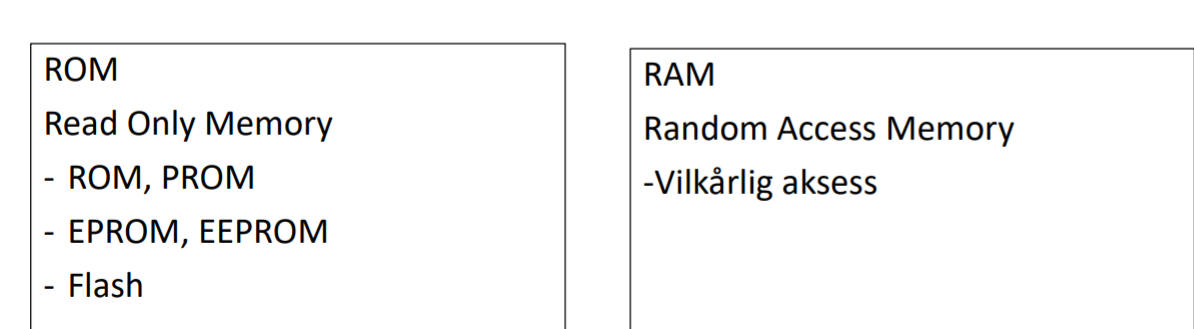 ROM
Read Only Memory
- ROM, PROM
- EPROM, EEPROM
- Flash
RAM
Random Access Memory
-Vilkårlig aksess